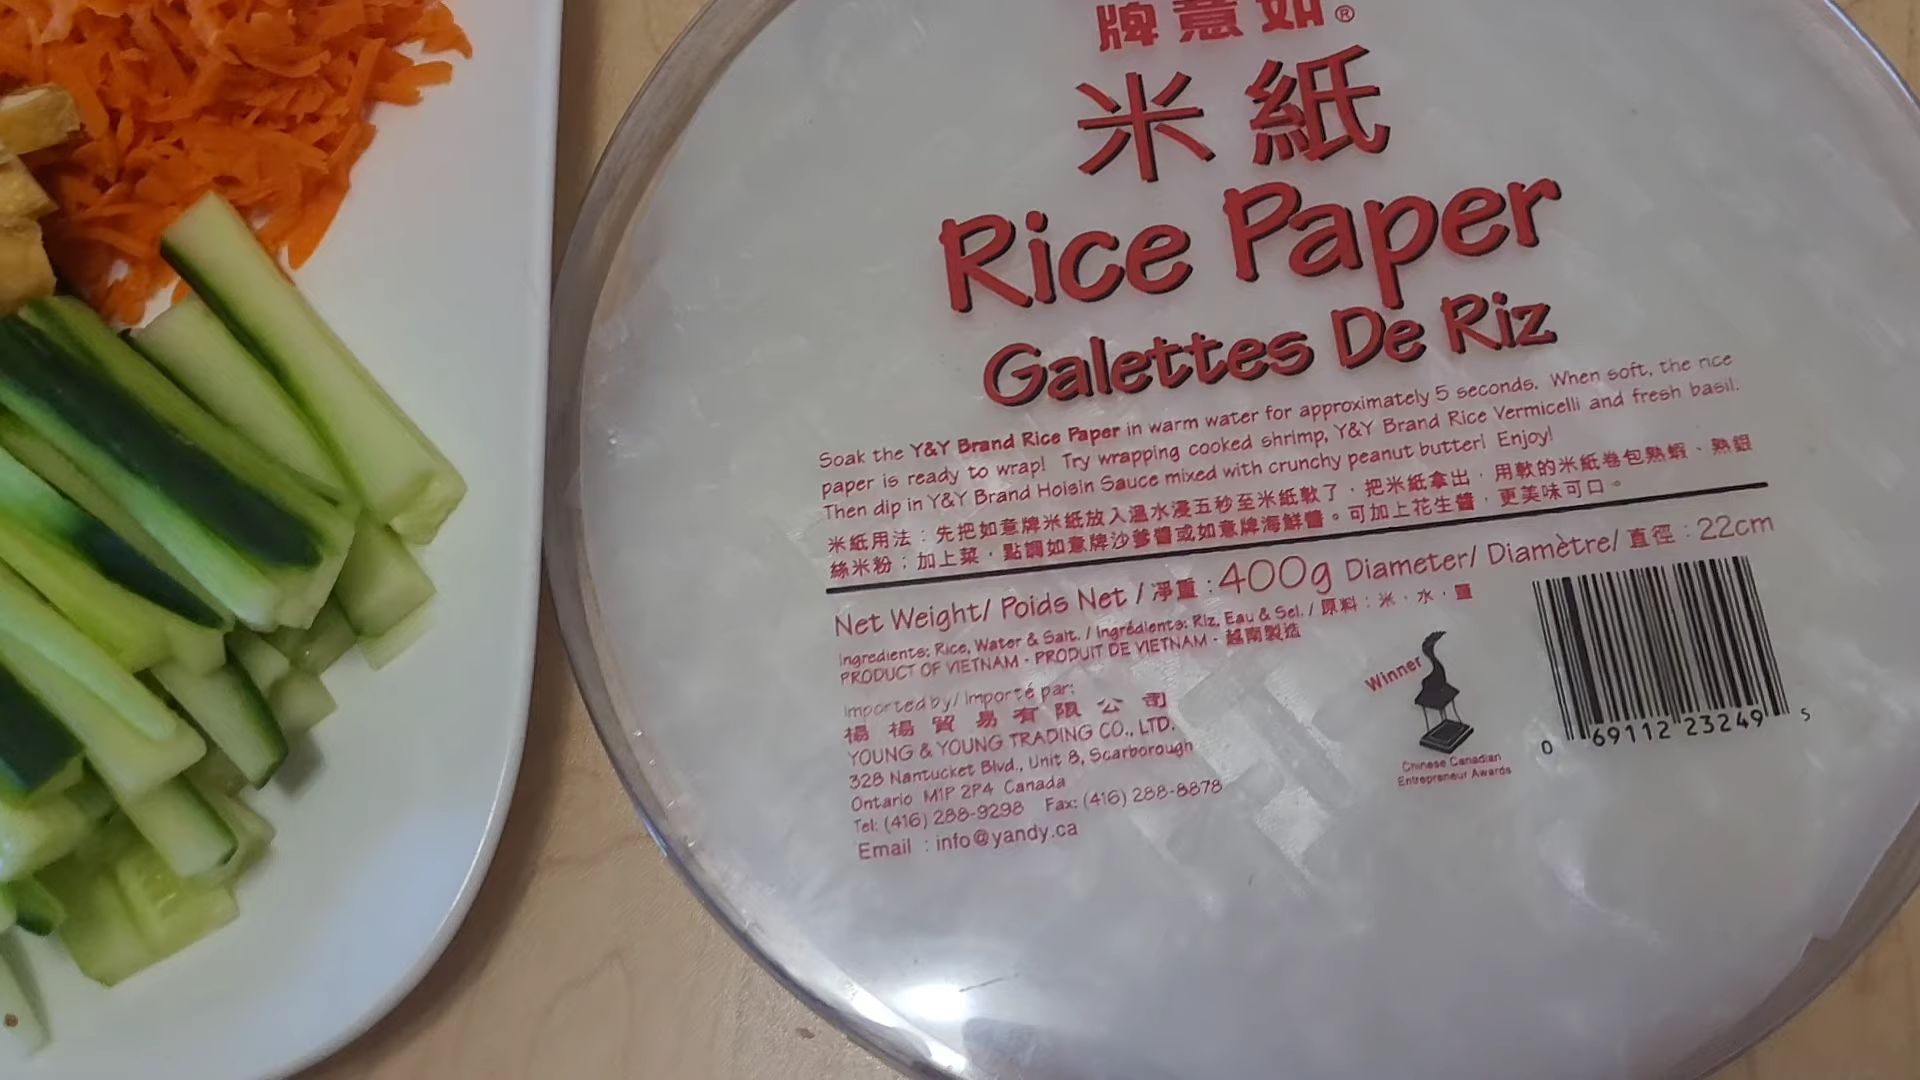 牌意如®
米紙
Rice Paper
Galettes De Riz
Soak the Y&Y Brand Rice Paper in warm water for approximately 5 seconds. When soft, the rice
paper is ready to wrap! Try wrapping cooked shrimp, Y&Y Brand Rice Vermicelli and fresh basil.
Then dip in Y&Y Brand Hoisin Sauce mixed with crunchy peanut butter! Enjoy!
米紙用法：先把如意牌米紙放入溫水浸五秒至米紙軟了，把米紙拿出，用軟的米紙卷包熟蝦、熟銀
絲米粉；加上菜，點調如意牌沙爹醬或如意牌海鮮醬。可加上花生醬，更美味可口。
Net Weight/ Poids Net / 淨重 : 400g Diameter/ Diamètre/ 直徑 : 22cm
Ingredients: Rice, Water & Salt. / Ingrédients: Riz, Eau & Sel. / 原料 : 米 · 水 · 鹽
PRODUCT OF VIETNAM · PRODUIT DE VIETNAM · 越南製造
Imported by/ Importé par:
楊楊貿易有限公司
YOUNG & YOUNG TRADING CO., LTD.
328 Nantucket Blvd., Unit 8, Scarborough
Ontario M1P 2P4 Canada
Tel: (416) 288-9298 Fax: (416) 288-8878
Email : info@yandy.ca
Winner
Chinese Canadian
Entrepreneur Awards
0 69112 23249 5